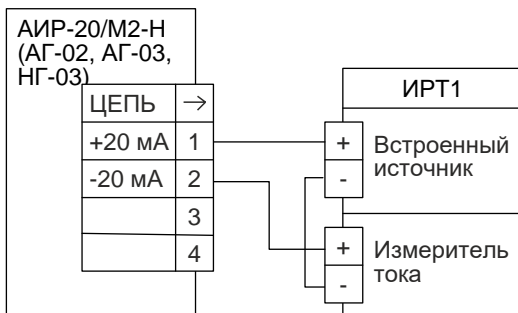 АИР-20/М2-Н
(АГ-02, АГ-03,
НГ-03)
ЦЕПЬ →
+20 мА 1
-20 мА 2
3
4
ИРТ1
+ Встроенный
- источник
+ Измеритель
- тока